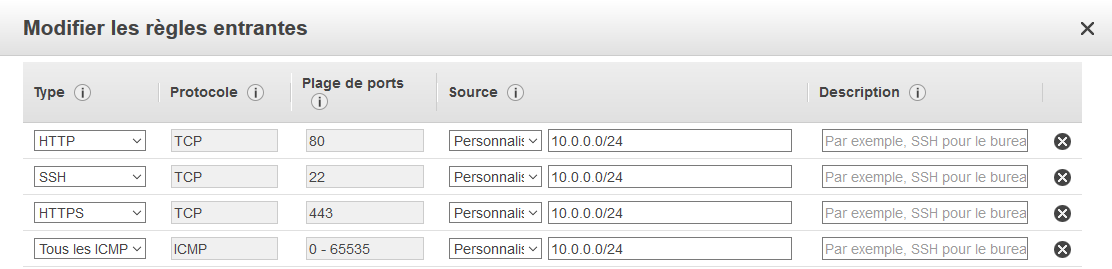 Modifier les règles entrantes
Type Protocole Plage de ports Source Description
HTTP TCP 80 Personnalis 10.0.0.0/24 Par exemple, SSH pour le burea
SSH TCP 22 Personnalis 10.0.0.0/24 Par exemple, SSH pour le burea
HTTPS TCP 443 Personnalis 10.0.0.0/24 Par exemple, SSH pour le burea
Tous les ICMP ICMP 0 - 65535 Personnalis 10.0.0.0/24 Par exemple, SSH pour le burea